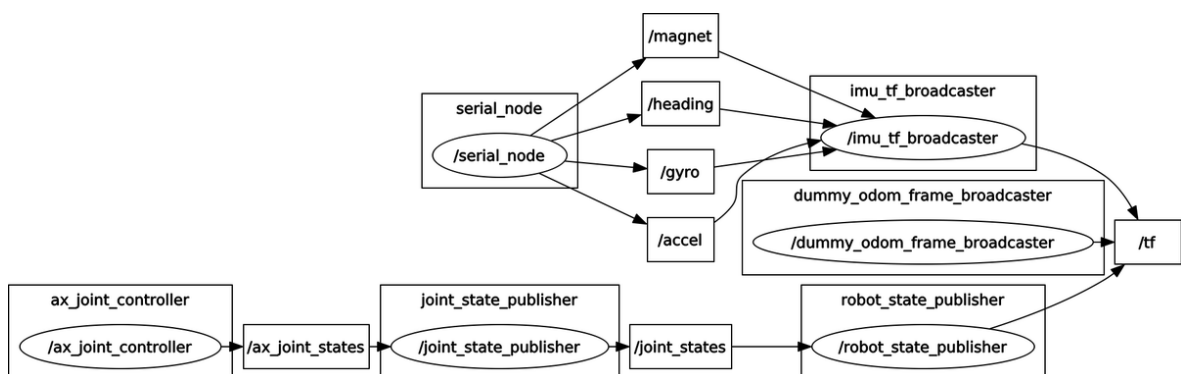 /magnet
imu_tf_broadcaster
serial_node
/heading
/imu_tf_broadcaster
/serial_node
/gyro
dummy_odom_frame_broadcaster
/accel
/dummy_odom_frame_broadcaster
/tf
ax_joint_controller
joint_state_publisher
robot_state_publisher
/ax_joint_controller
/ax_joint_states
/joint_state_publisher
/joint_states
/robot_state_publisher